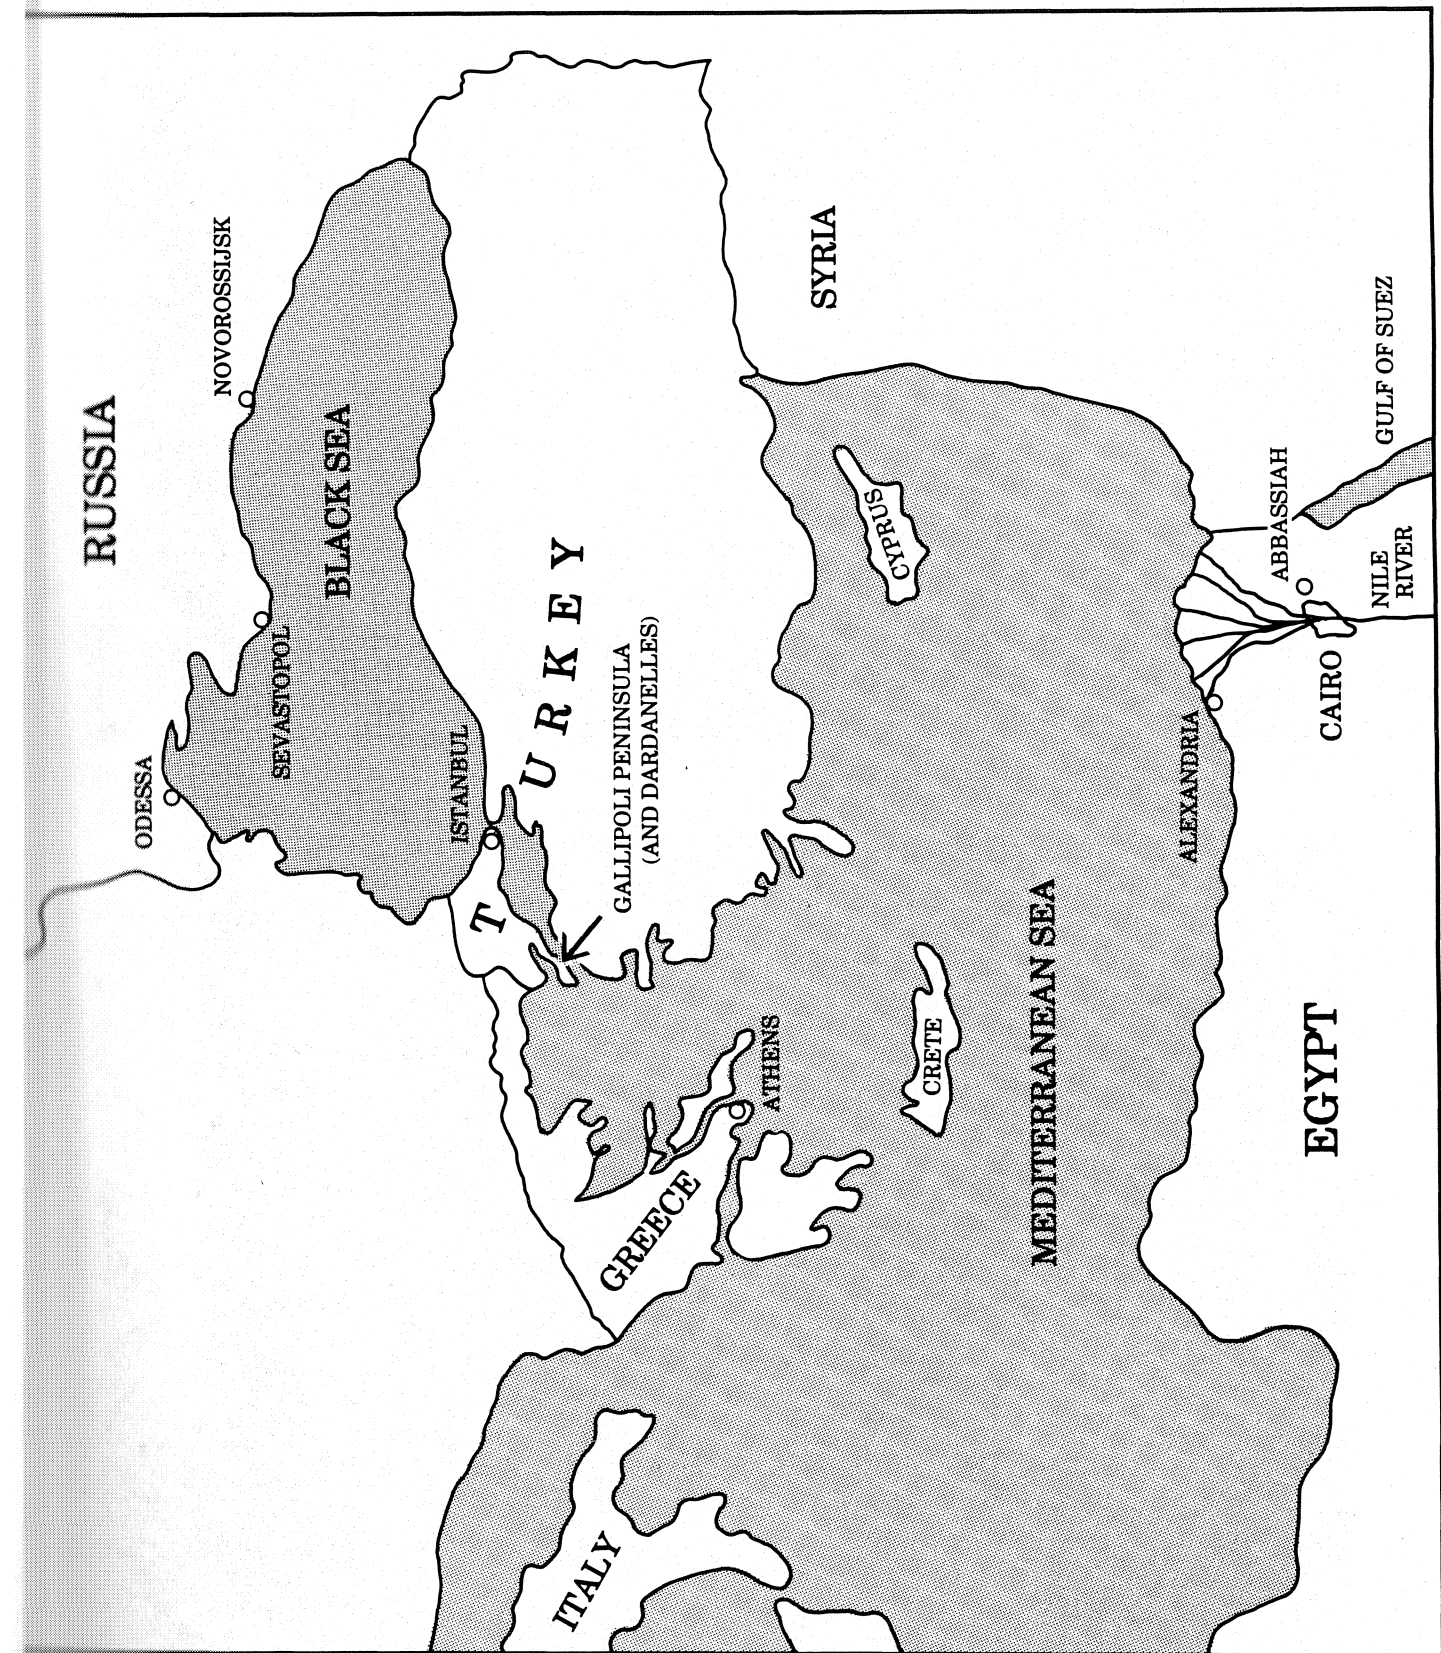 RUSSIA
NOVOROSSIJSK
BLACK SEA
SEVASTOPOL
ODESSA
ISTANBUL
TURKEY
GALLIPOLI PENINSULA
(AND DARDANELLES)
SYRIA
CYPRUS
GULF OF SUEZ
ABBASSIAH
NILE
RIVER
CAIRO
ALEXANDRIA
EGYPT
MEDITERRANEAN SEA
CRETE
ATHENS
GREECE
ITALY